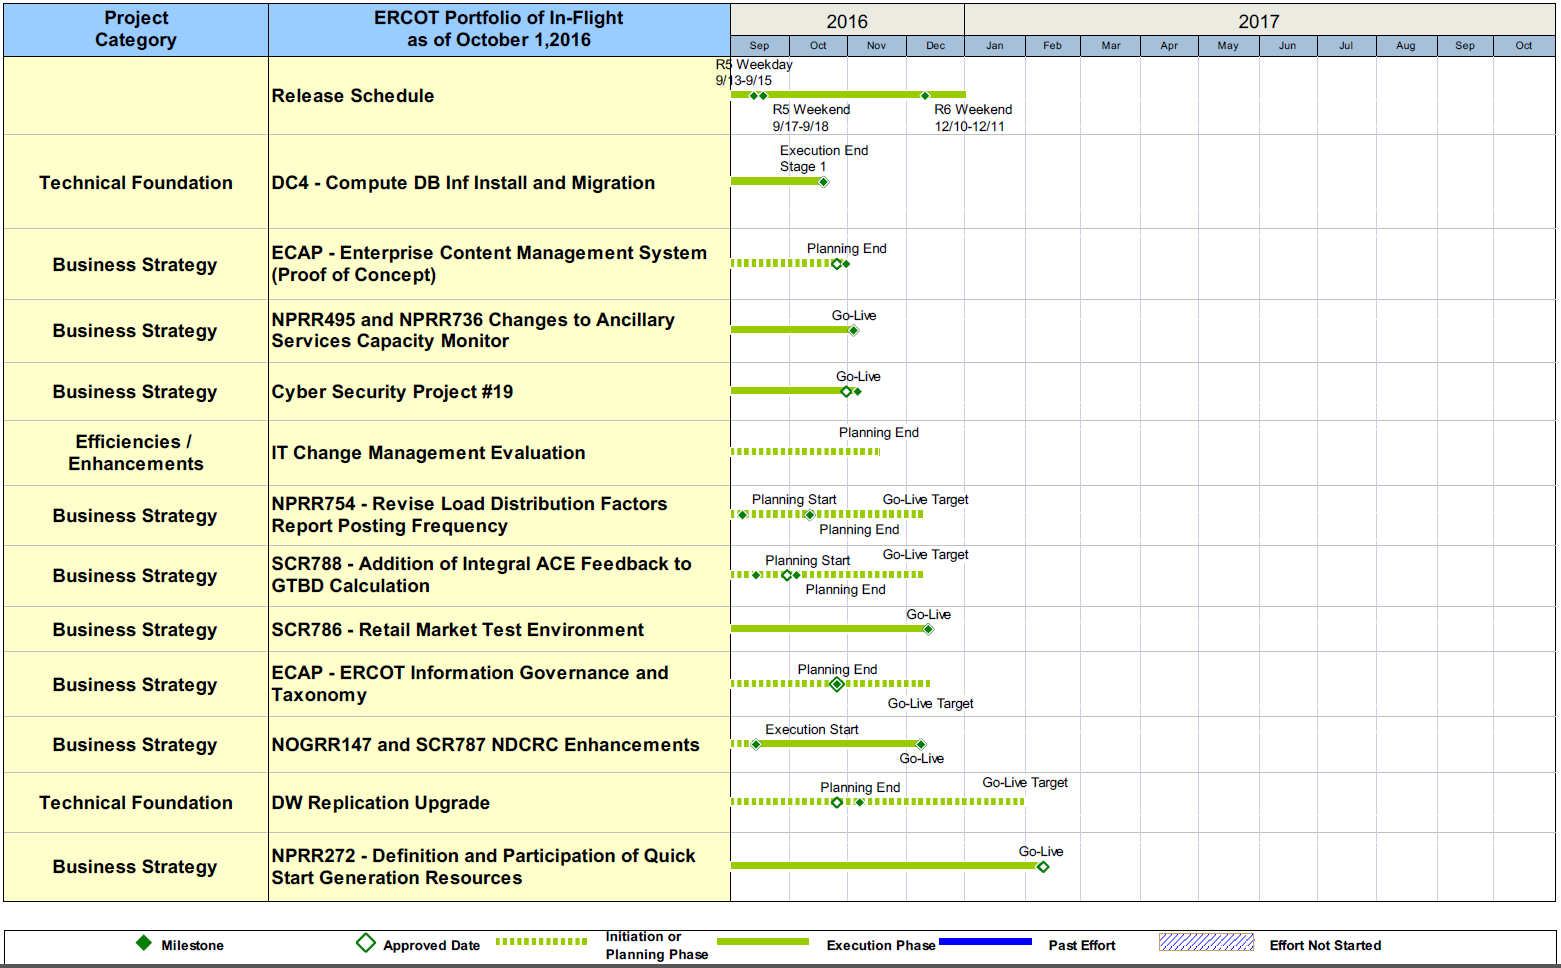 Project
Category
ERCOT Portfolio of In-Flight
as of October 1,2016
2016
2017
Sep
Oct
Nov
Dec
Jan
Feb
Mar
Apr
May
Jun
Jul
Aug
Sep
Oct
Release Schedule
R5 Weekday
9/13-9/15
R5 Weekend
9/17-9/18
R6 Weekend
12/10-12/11
Technical Foundation
DC4 - Compute DB Inf Install and Migration
Execution End
Stage 1
Business Strategy
ECAP - Enterprise Content Management System
(Proof of Concept)
Planning End
Business Strategy
NPRR495 and NPRR736 Changes to Ancillary
Services Capacity Monitor
Go-Live
Business Strategy
Cyber Security Project #19
Go-Live
Efficiencies /
Enhancements
IT Change Management Evaluation
Planning End
Business Strategy
NPRR754 - Revise Load Distribution Factors
Report Posting Frequency
Planning Start
Go-Live Target
Planning End
Business Strategy
SCR788 - Addition of Integral ACE Feedback to
GTBD Calculation
Go-Live Target
Planning Start
Planning End
Business Strategy
SCR786 - Retail Market Test Environment
Go-Live
Business Strategy
ECAP - ERCOT Information Governance and
Taxonomy
Planning End
Go-Live Target
Business Strategy
NOGRR147 and SCR787 NDCRC Enhancements
Execution Start
Go-Live
Technical Foundation
DW Replication Upgrade
Go-Live Target
Planning End
Business Strategy
NPRR272 - Definition and Participation of Quick
Start Generation Resources
Go-Live
Milestone
Approved Date
Initiation or
Planning Phase
Execution Phase
Past Effort
Effort Not Started